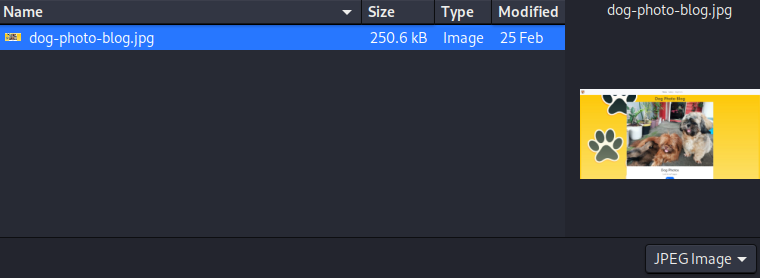 Name Size Type Modified
dog-photo-blog.jpg 250.6 kB Image 25 Feb
dog-photo-blog.jpg
Dog Photo Blog
Dog Photo
JPEG Image